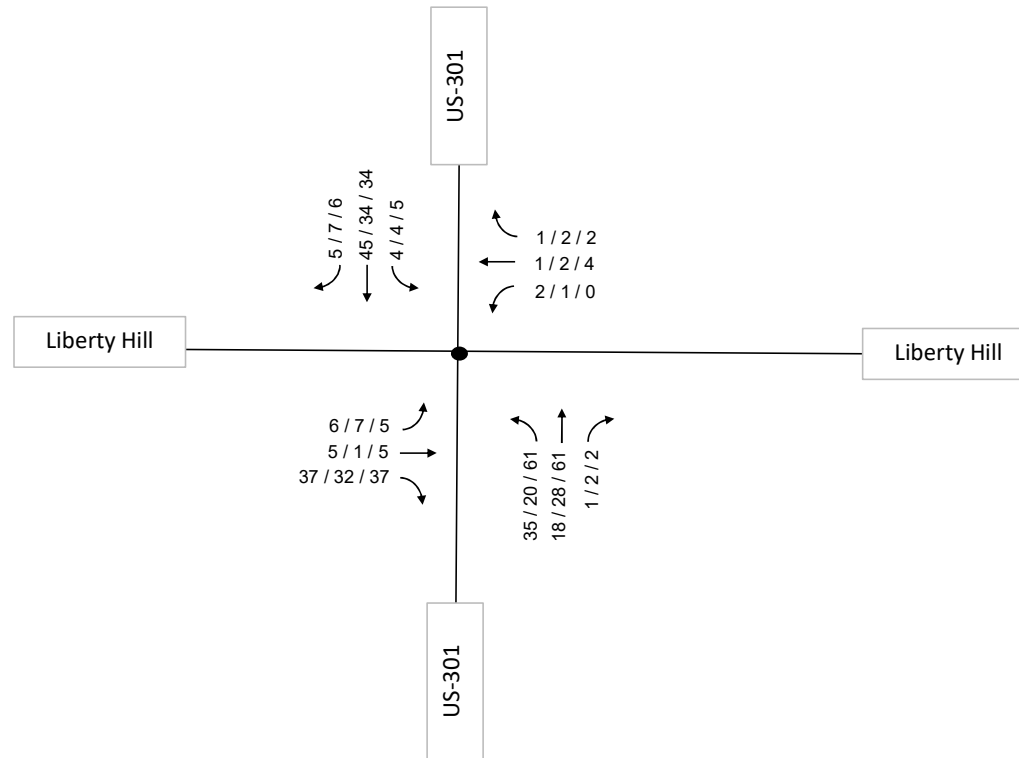 US-301
5 / 7 / 6
45 / 34 / 34
4 / 4 / 5
1 / 2 / 2
1 / 2 / 4
2 / 1 / 0
Liberty Hill
Liberty Hill
6 / 7 / 5
5 / 1 / 5
37 / 32 / 37
35 / 20 / 61
18 / 28 / 61
1 / 2 / 2
US-301